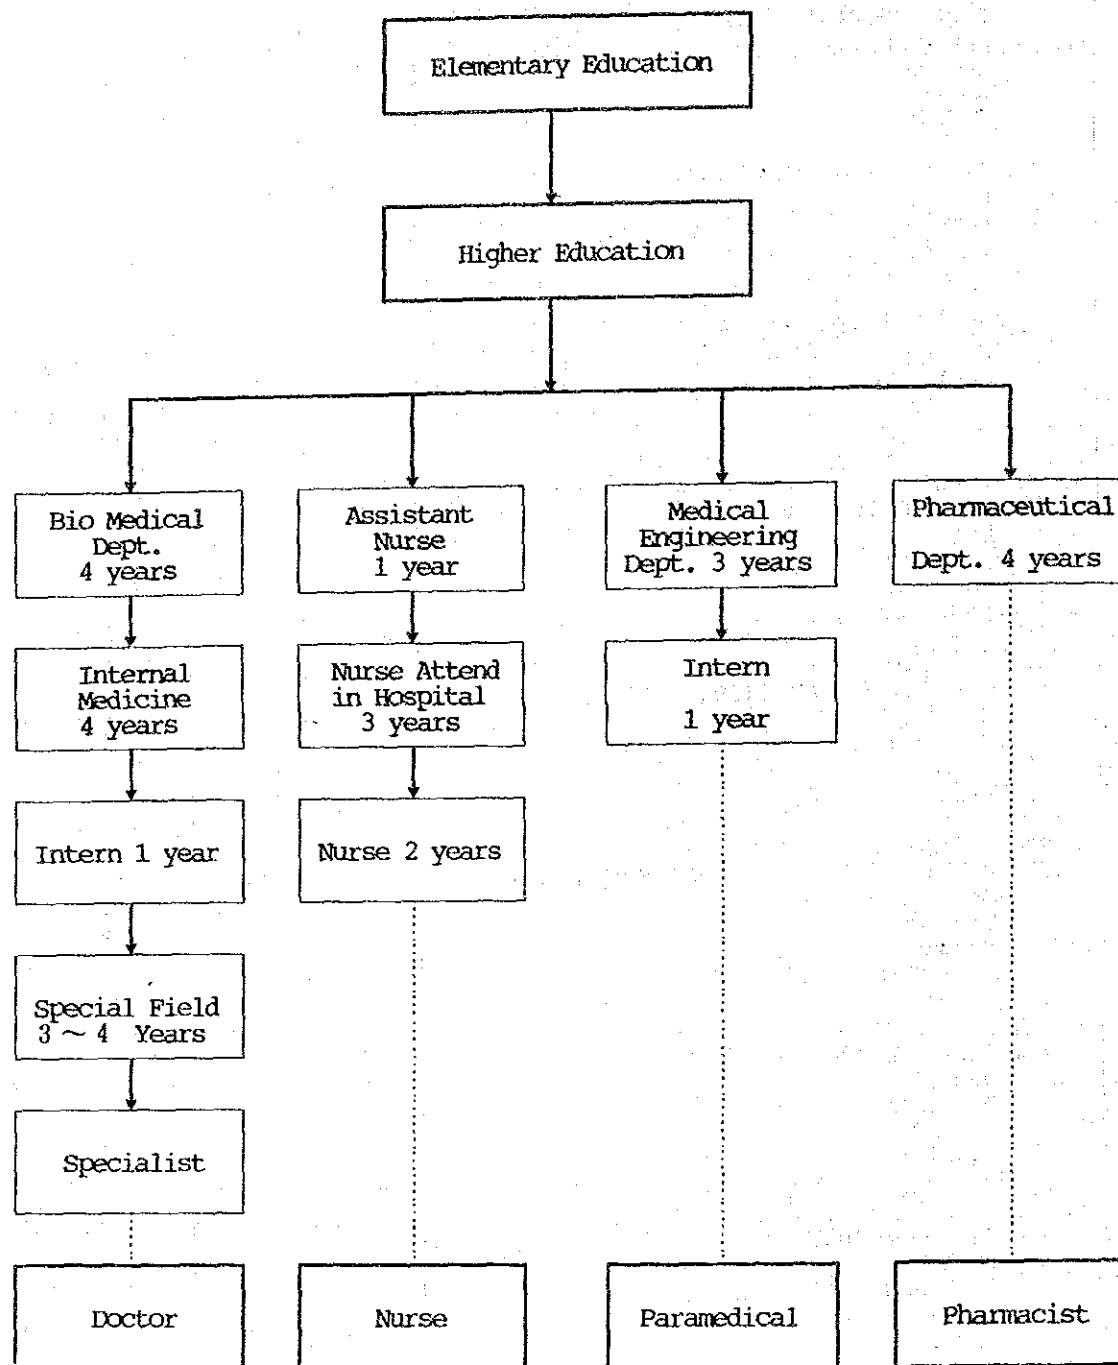 Elementary Education
Higher Education
Bio Medical
Dept.
4 years
Assistant
Nurse
1 year
Medical
Engineering
Dept. 3 years
Pharmaceutical
Dept. 4 years
Internal
Medicine
4 years
Nurse Attend
in Hospital
3 years
Intern
1 year
Intern 1 year
Nurse 2 years
Special Field
3 ~ 4 Years
Specialist
Doctor
Nurse
Paramedical
Pharmacist